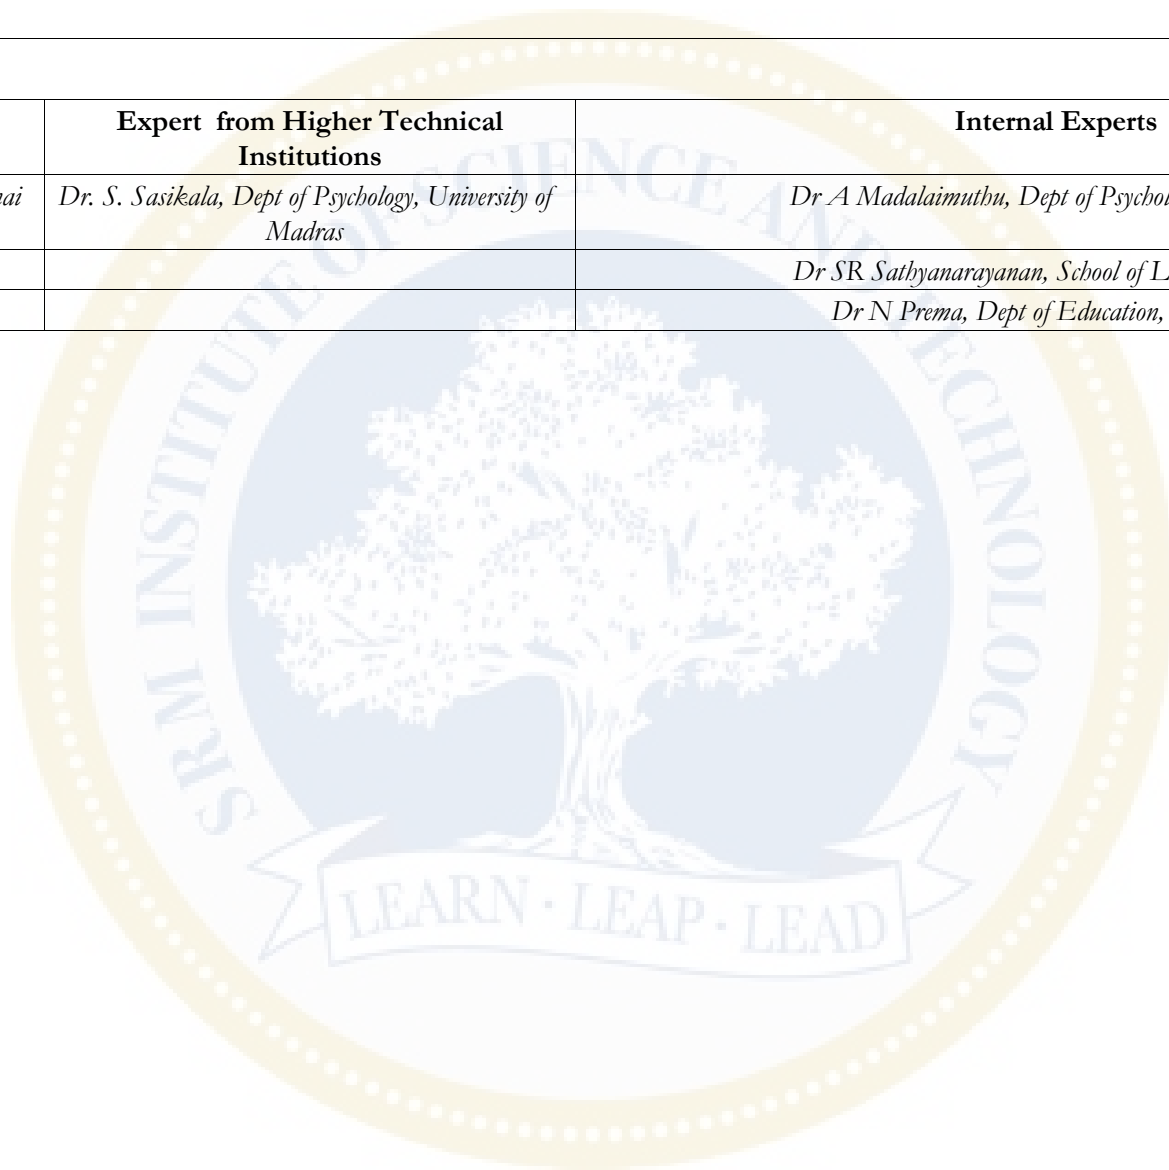 Expert from Higher Technical
Institutions
Internal Experts
Dr. S. Sasikala, Dept of Psychology, University of
Madras
Dr A Madalaimuthu, Dept of
Dr SR Sathyanarayanan, School of
Dr N Prema, Dept of Education,
SRM INSTITUTE OF SCIENCE AND TECHNOLOGY
LEARN · LEAP · LEAD